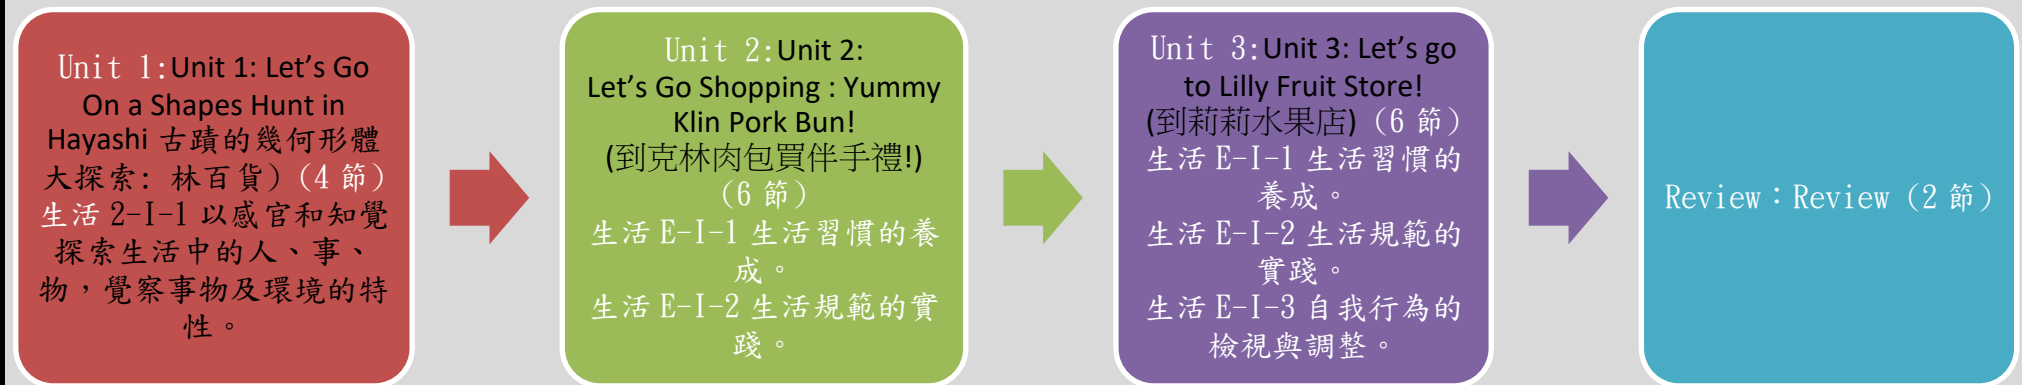 Unit 1:Unit 1: Let’s Go
On a Shapes Hunt in
Hayashi 古蹟的幾何形體
大探索: 林百貨) (4 節)
生活 2-I-1 以感官和知覺
探索生活中的人、事、
物，覺察事物及環境的特
性。
Unit 2:Unit 2:
Let’s Go Shopping : Yummy
Klin Pork Bun!
(到克林肉包買伴手禮!)
(6 節)
生活 E-I-1 生活習慣的養
成。
生活 E-I-2 生活規範的實
踐。
Unit 3:Unit 3: Let’s go
to Lilly Fruit Store!
(到莉莉水果店) (6 節)
生活 E-I-1 生活習慣的
養成。
生活 E-I-2 生活規範的
實踐。
生活 E-I-3 自我行為的
檢視與調整。
Review：Review (2 節)